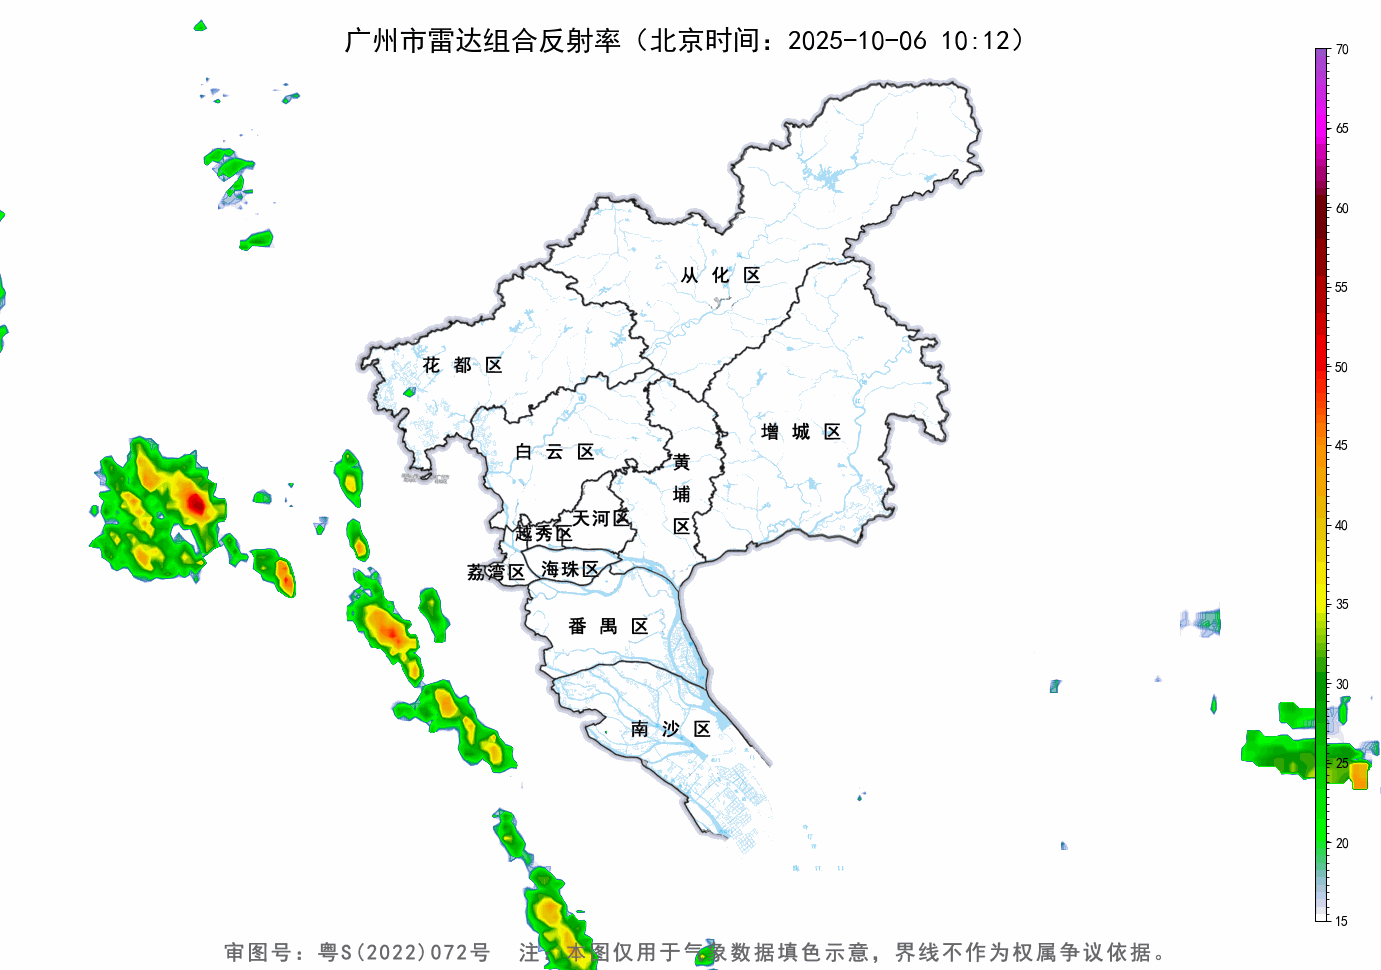 广州市雷达组合反射率（北京时间：2025-10-06 10:12）
70
65
60
55
50
45
40
35
30
25
20
15
从化区
花都区
增城区
白云区
黄埔区
天河区
越秀区
海珠区
荔湾区
番禺区
南沙区
审图号：粤S(2022)072号 注：本图仅用于气象数据填色示意，界线不作为权属争议依据。